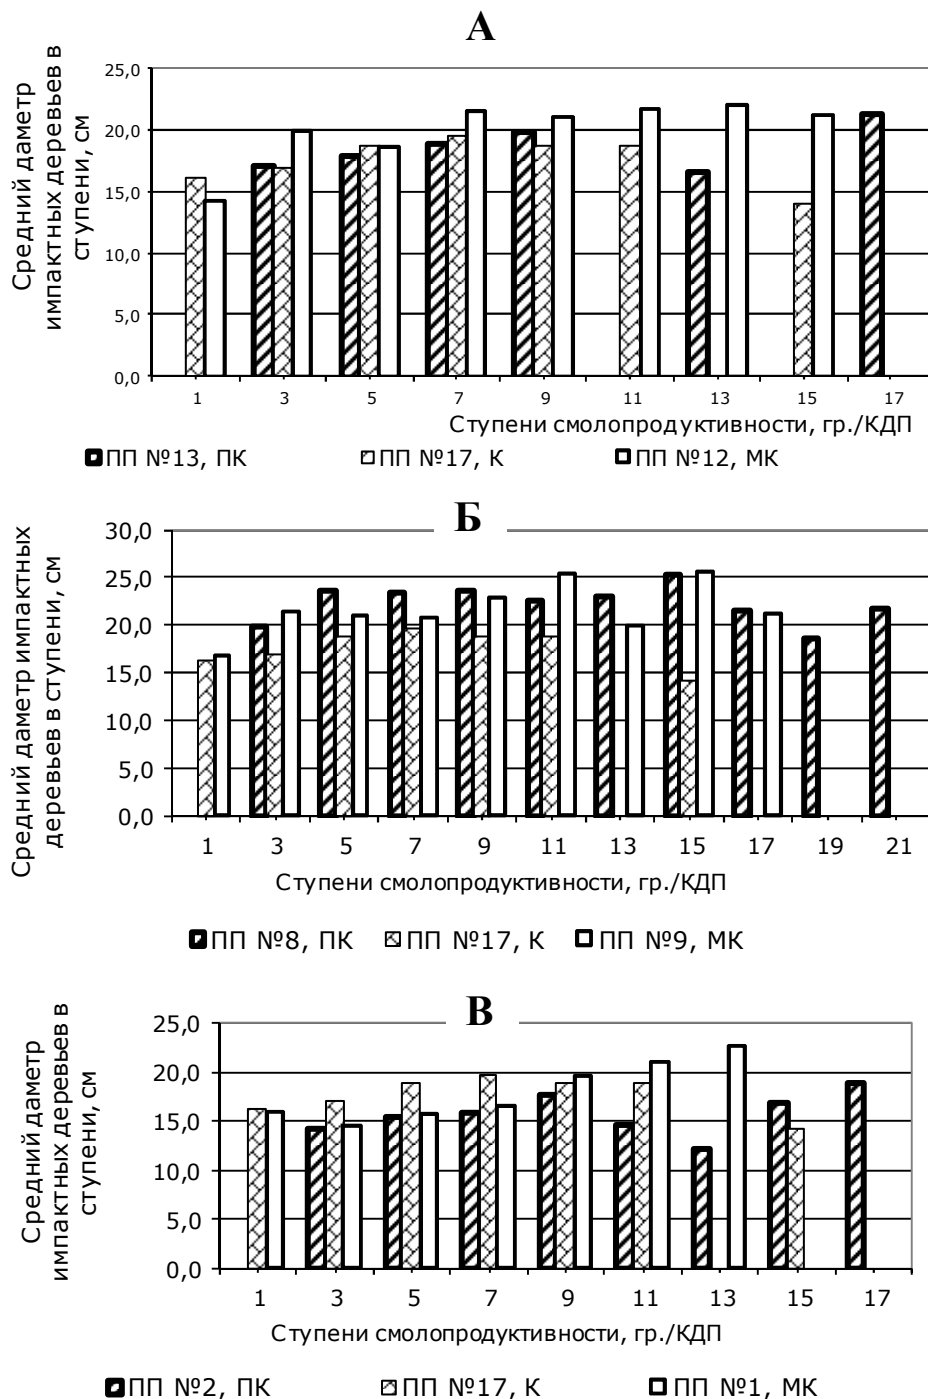 А
Средний даметр
импактных деревьев в
ступени, см
25,0
20,0
15,0
10,0
5,0
0,0
1 3 5 7 9 11 13 15 17
Ступени смолопродуктивности, гр./КДП
ПП №13, ПК ПП №17, К ПП №12, МК
Б
Средний даметр импактных
деревьев в ступени, см
30,0
25,0
20,0
15,0
10,0
5,0
0,0
1 3 5 7 9 11 13 15 17 19 21
Ступени смолопродуктивности, гр./КДП
ПП №8, ПК ПП №17, К ПП №9, МК
В
Средний даметр
импактных деревьев в
ступени, см
25,0
20,0
15,0
10,0
5,0
0,0
1 3 5 7 9 11 13 15 17
Ступени смолопродуктивности, гр./КДП
ПП №2, ПК ПП №17, К ПП №1, МК